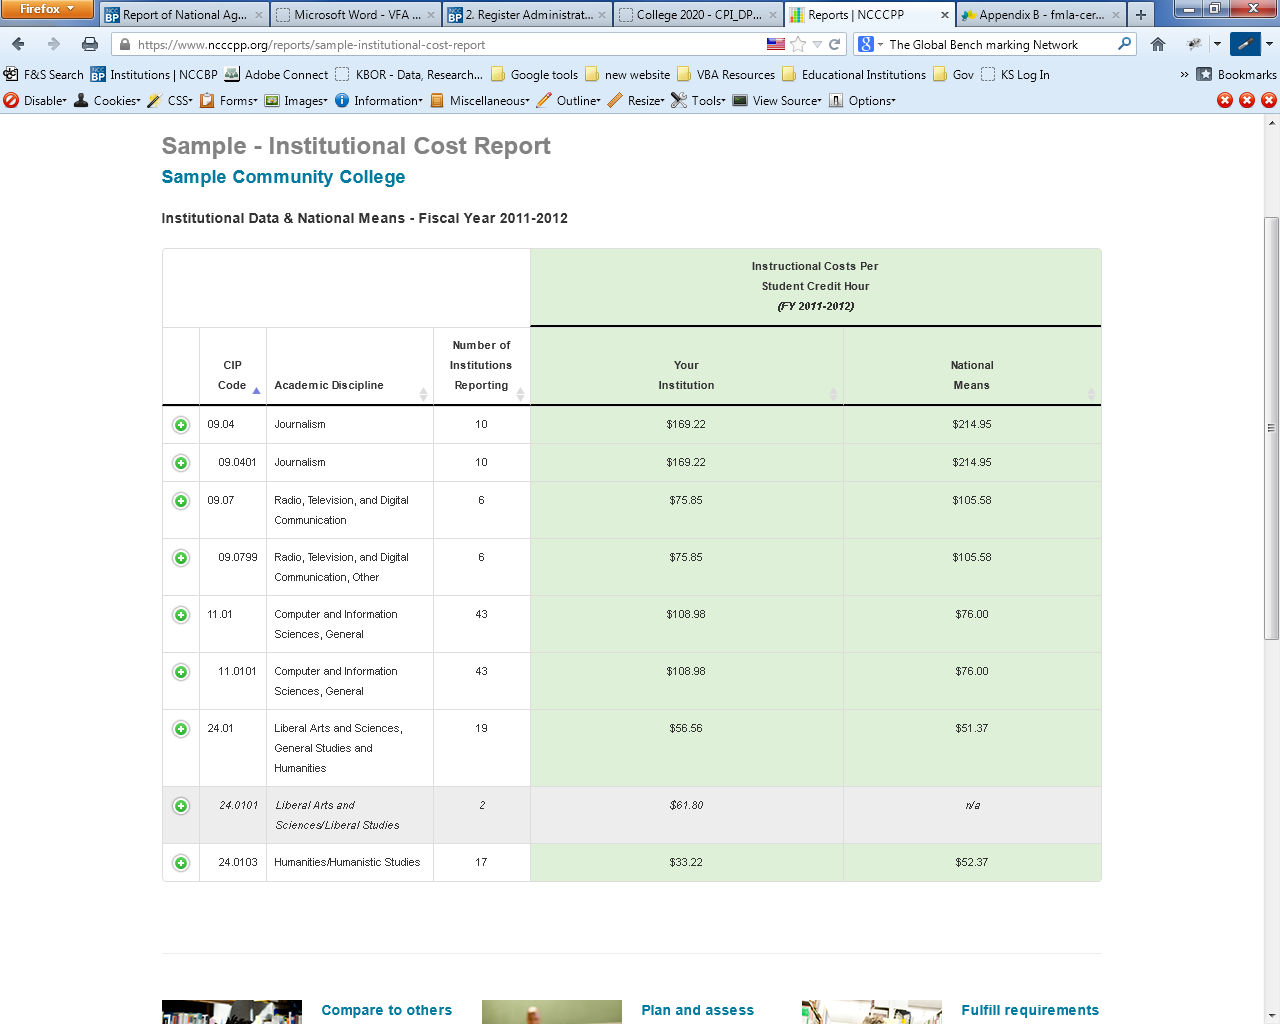 Firefox
Report of National Ag...
Microsoft Word - VFA ...
2. Register Administrat...
College 2020 - CPI_DP...
Reports | NCCCPP
Appendix B - fmla-cer...
https://www.ncccpp.org/reports/sample-institutional-cost-report
The Global Bench marking Network
F&S Search
Institutions | NCCBP
Adobe Connect
KBOR - Data, Research...
Google tools
new website
VBA Resources
Educational Institutions
Gov
KS Log In
Bookmarks
Disable
Cookies
CSS
Forms
Images
Information
Miscellaneous
Outline
Resize
Tools
View Source
Options
Sample - Institutional Cost Report
Sample Community College
Institutional Data & National Means - Fiscal Year 2011-2012
Instructional Costs Per
Student Credit Hour
(FY 2011-2012)
CIP
Code
Academic Discipline
Number of
Institutions
Reporting
Your
Institution
National
Means
09.04 Journalism 10 $169.22 $214.95
09.0401 Journalism 10 $169.22 $214.95
09.07 Radio, Television, and Digital 6 $75.85 $105.58
Communication
09.0799 Radio, Television, and Digital 6 $75.85 $105.58
Communication, Other
11.01 Computer and Information 43 $108.98 $76.00
Sciences, General
11.0101 Computer and Information 43 $108.98 $76.00
Sciences, General
24.01 Liberal Arts and Sciences, 19 $56.56 $51.37
General Studies and
Humanities
24.0101 Liberal Arts and 2 $61.80 n/a
Sciences/Liberal Studies
24.0103 Humanities/Humanistic Studies 17 $33.22 $52.37
Compare to others
Plan and assess
Fulfill requirements